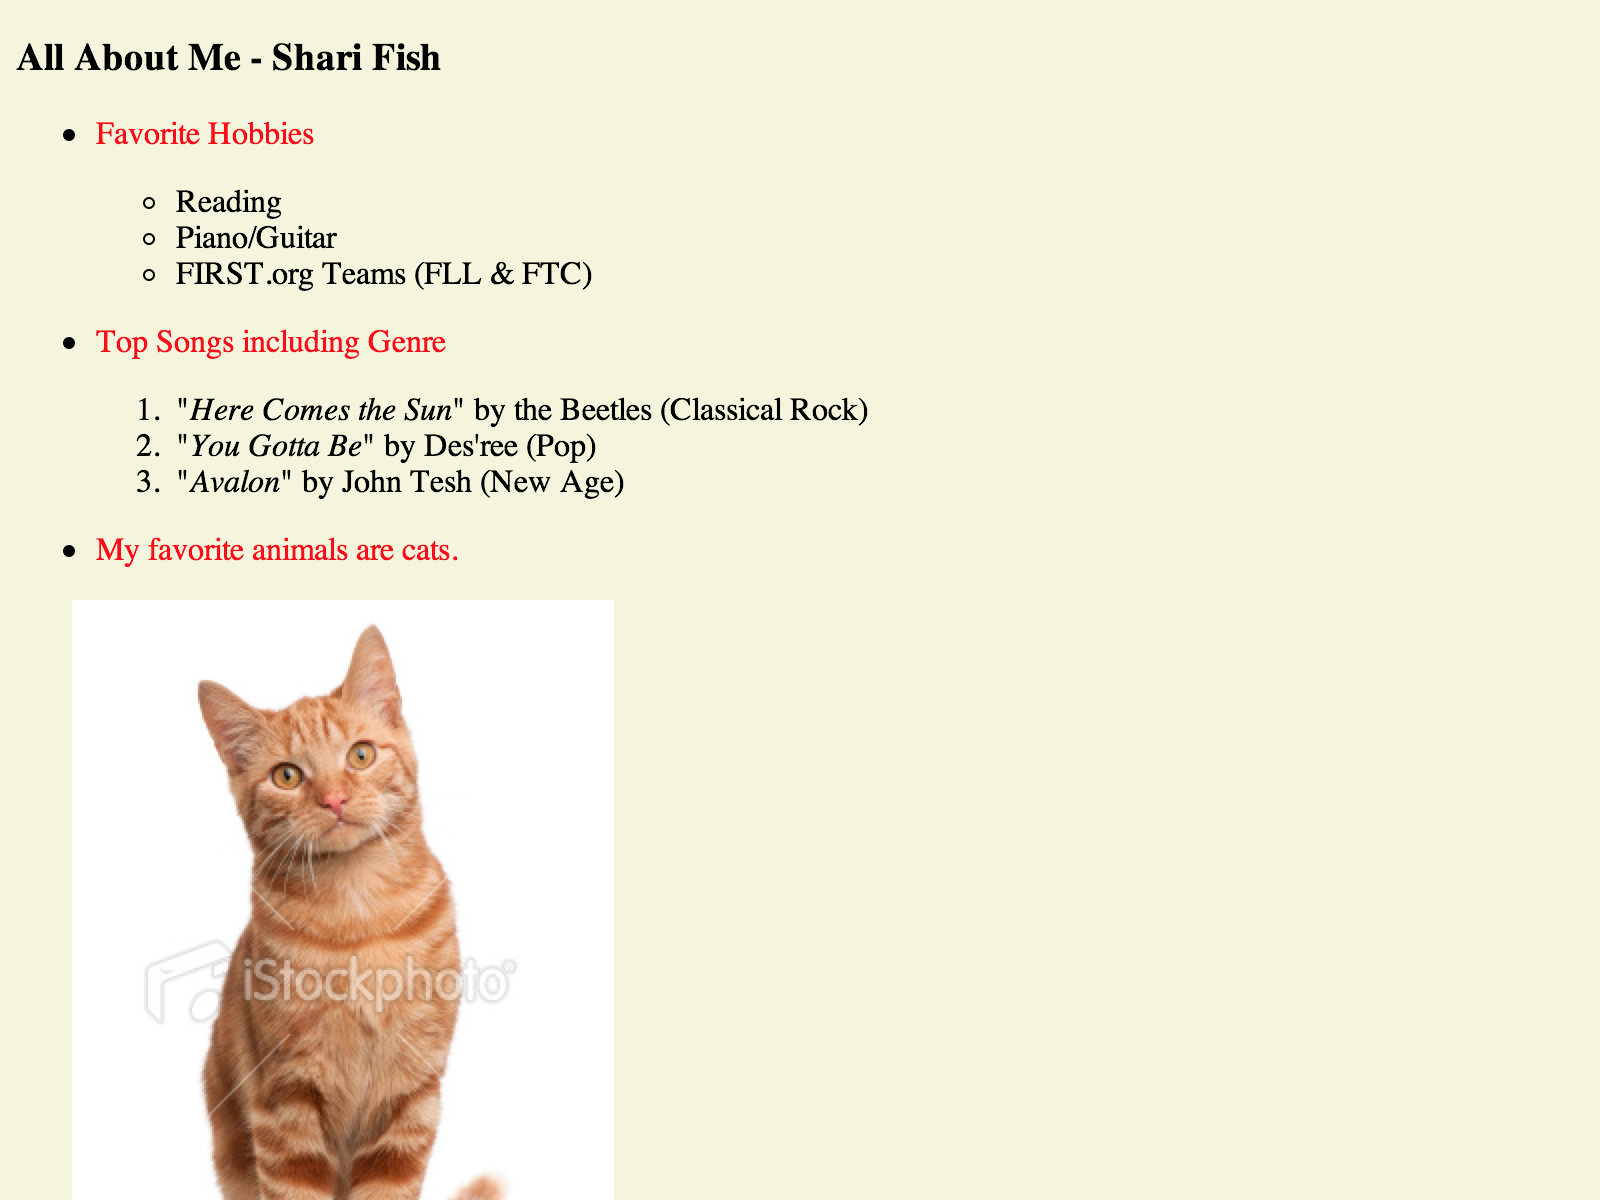 All About Me - Shari Fish
Favorite Hobbies
Reading
Piano/Guitar
FIRST.org Teams (FLL & FTC)
Top Songs including Genre
1. "Here Comes the Sun" by the Beetles (Classical Rock)
2. "You Gotta Be" by Des'ree (Pop)
3. "Avalon" by John Tesh (New Age)
My favorite animals are cats.
iStockphoto®